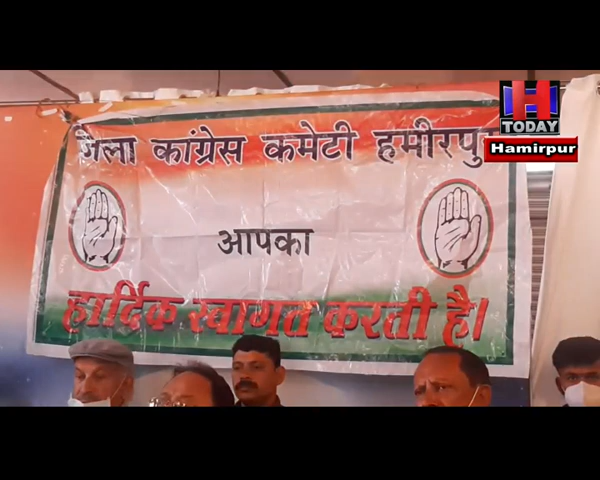 जिला कांग्रेस कमेटी हमीरपुर
आपका
हार्दिक स्वागत करती है।
H
TODAY
Hamirpur